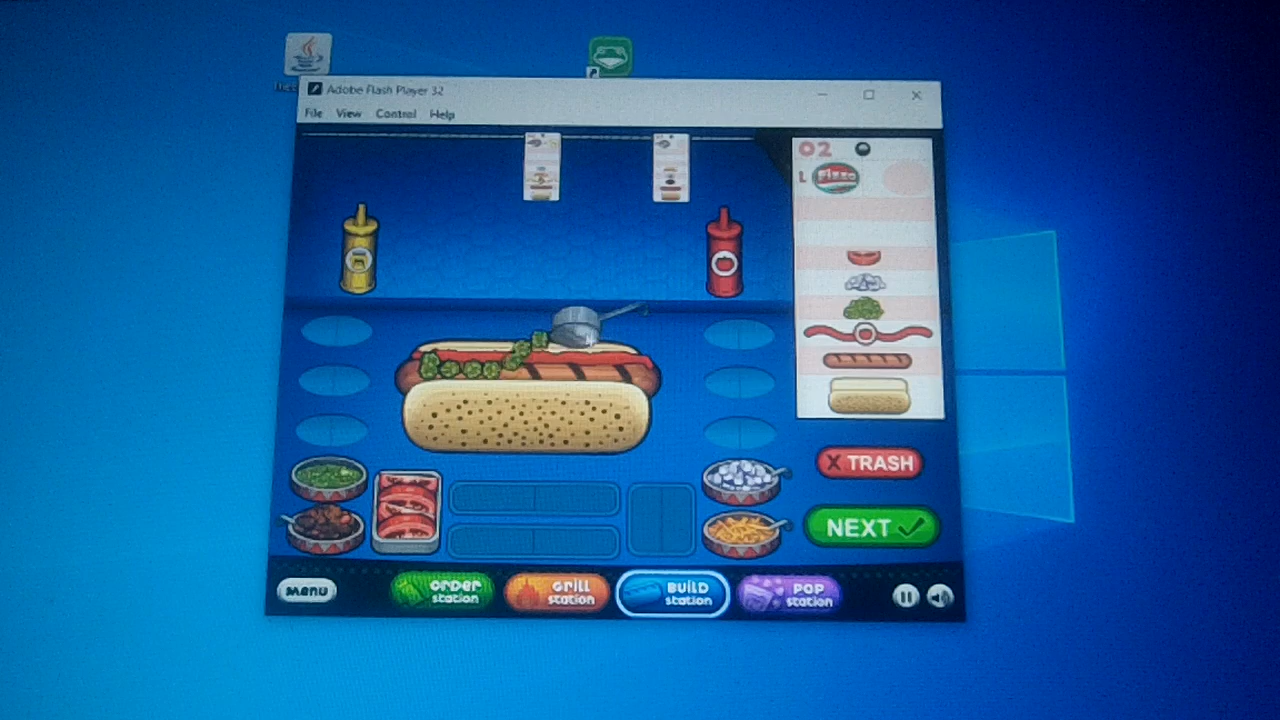 Adobe Flash Player 32
File View Control Help
02
L Pizza
X TRASH
NEXT
MENU
ORDER station
GRILL station
BUILD station
POP station